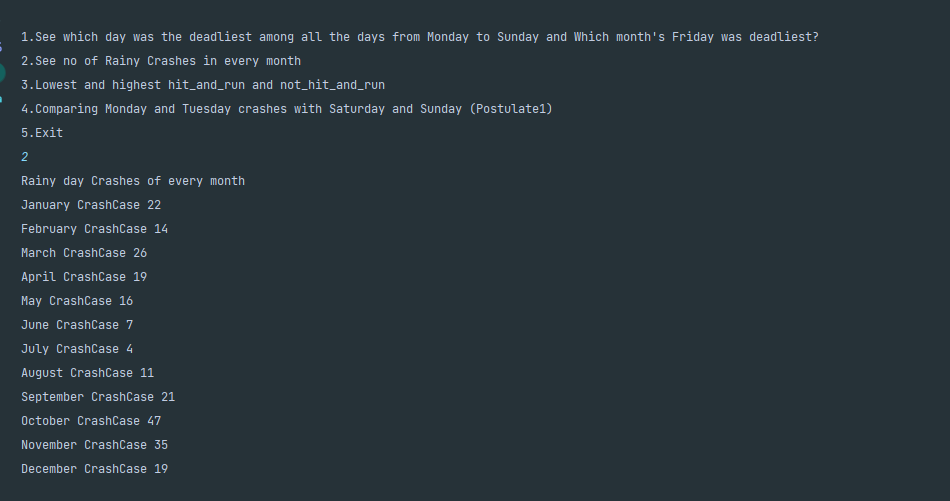 1.See which day was the deadliest among all the days from Monday to Sunday and Which month's Friday was deadliest?
2.See no of Rainy Crashes in every month
3.Lowest and highest hit_and_run and not_hit_and_run
4.Comparing Monday and Tuesday crashes with Saturday and Sunday (Postulate1)
5.Exit
2
Rainy day Crashes of every month
January CrashCase 22
February CrashCase 14
March CrashCase 26
April CrashCase 19
May CrashCase 16
June CrashCase 7
July CrashCase 4
August CrashCase 11
September CrashCase 21
October CrashCase 47
November CrashCase 35
December CrashCase 19